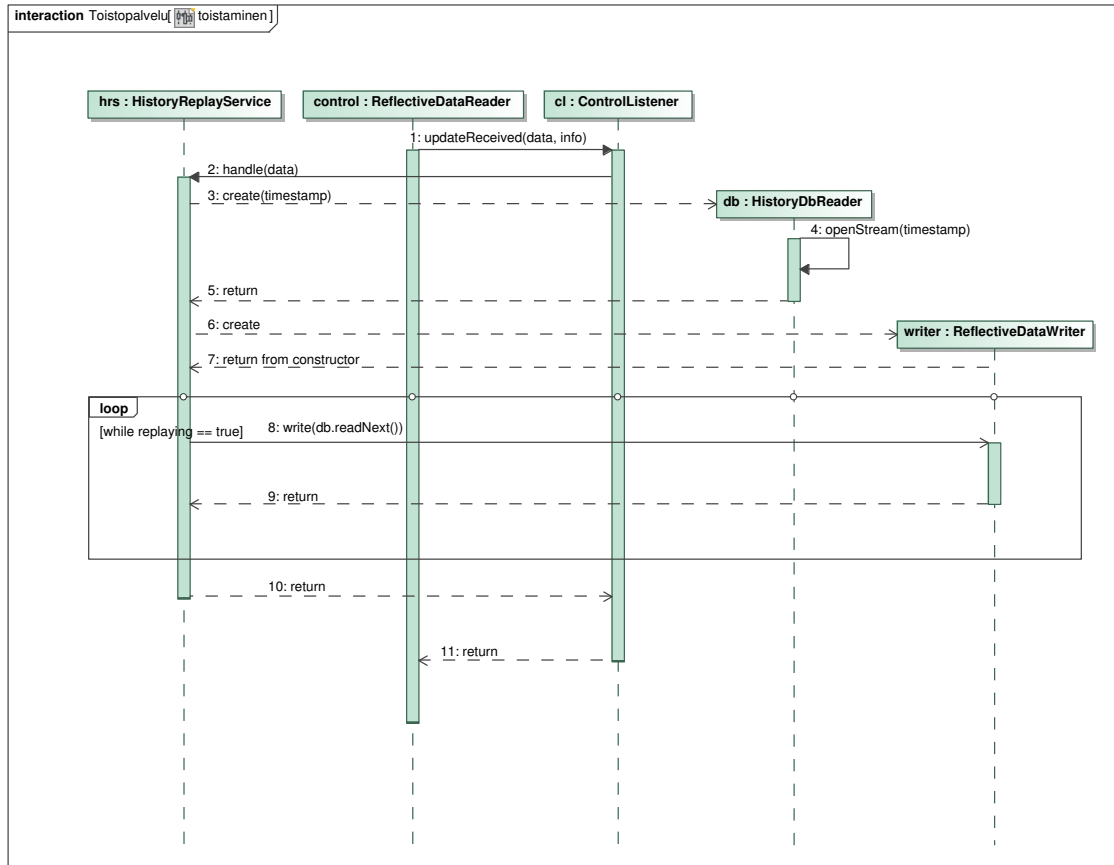 interaction Toistopalvelu[ toistaminen ]
hrs : HistoryReplayService
control : ReflectiveDataReader
cl : ControlListener
1: updateReceived(data, info)
2: handle(data)
3: create(timestamp)
db : HistoryDbReader
4: openStream(timestamp)
5: return
6: create
writer : ReflectiveDataWriter
7: return from constructor
loop
[while replaying == true]
8: write(db.readNext())
9: return
10: return
11: return